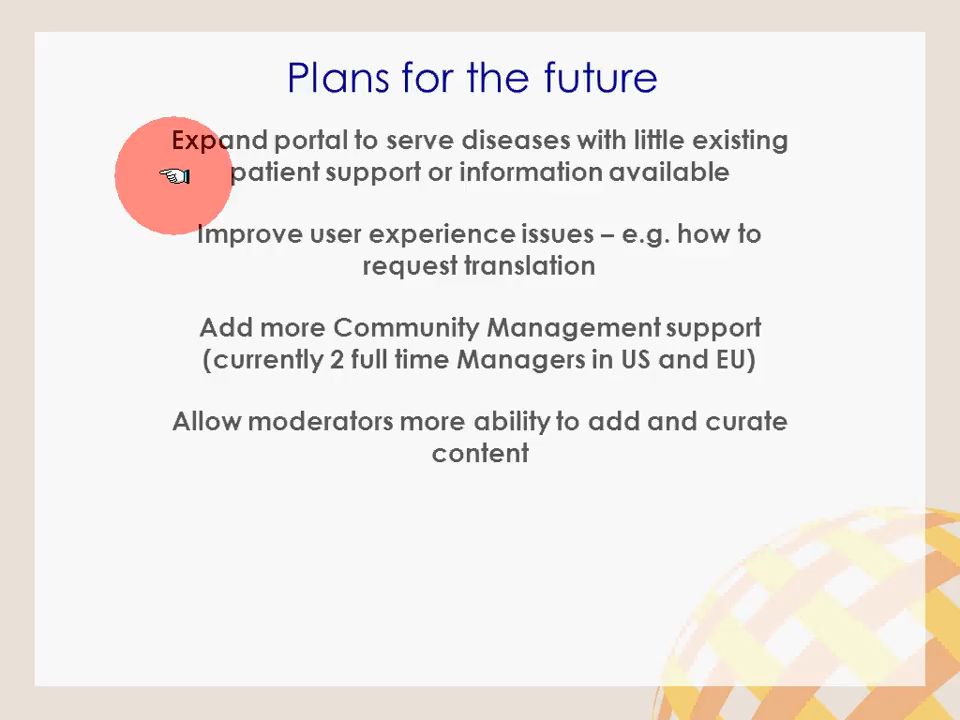 Plans for the future
Expand portal to serve diseases with little existing
patient support or information available
Improve user experience issues – e.g. how to
request translation
Add more Community Management support
(currently 2 full time Managers in US and EU)
Allow moderators more ability to add and curate
content